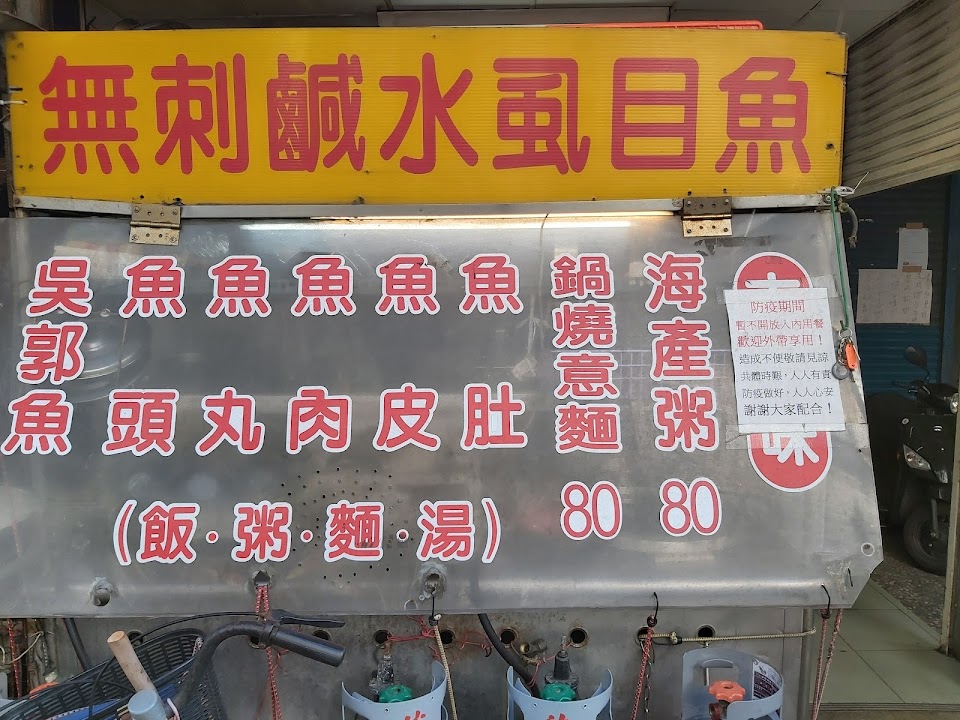 無刺鹹水虱目魚
海產粥 80
鍋燒意麵 80
魚肚
魚皮
魚肉
魚丸
魚頭
吳郭魚
(飯·粥·麵·湯)
味
防疫期間
暫不開放入內用餐
歡迎外帶享用！
造成不便敬請見諒
共體時艱，人人有責
防疫做好，人人心安
謝謝大家配合！